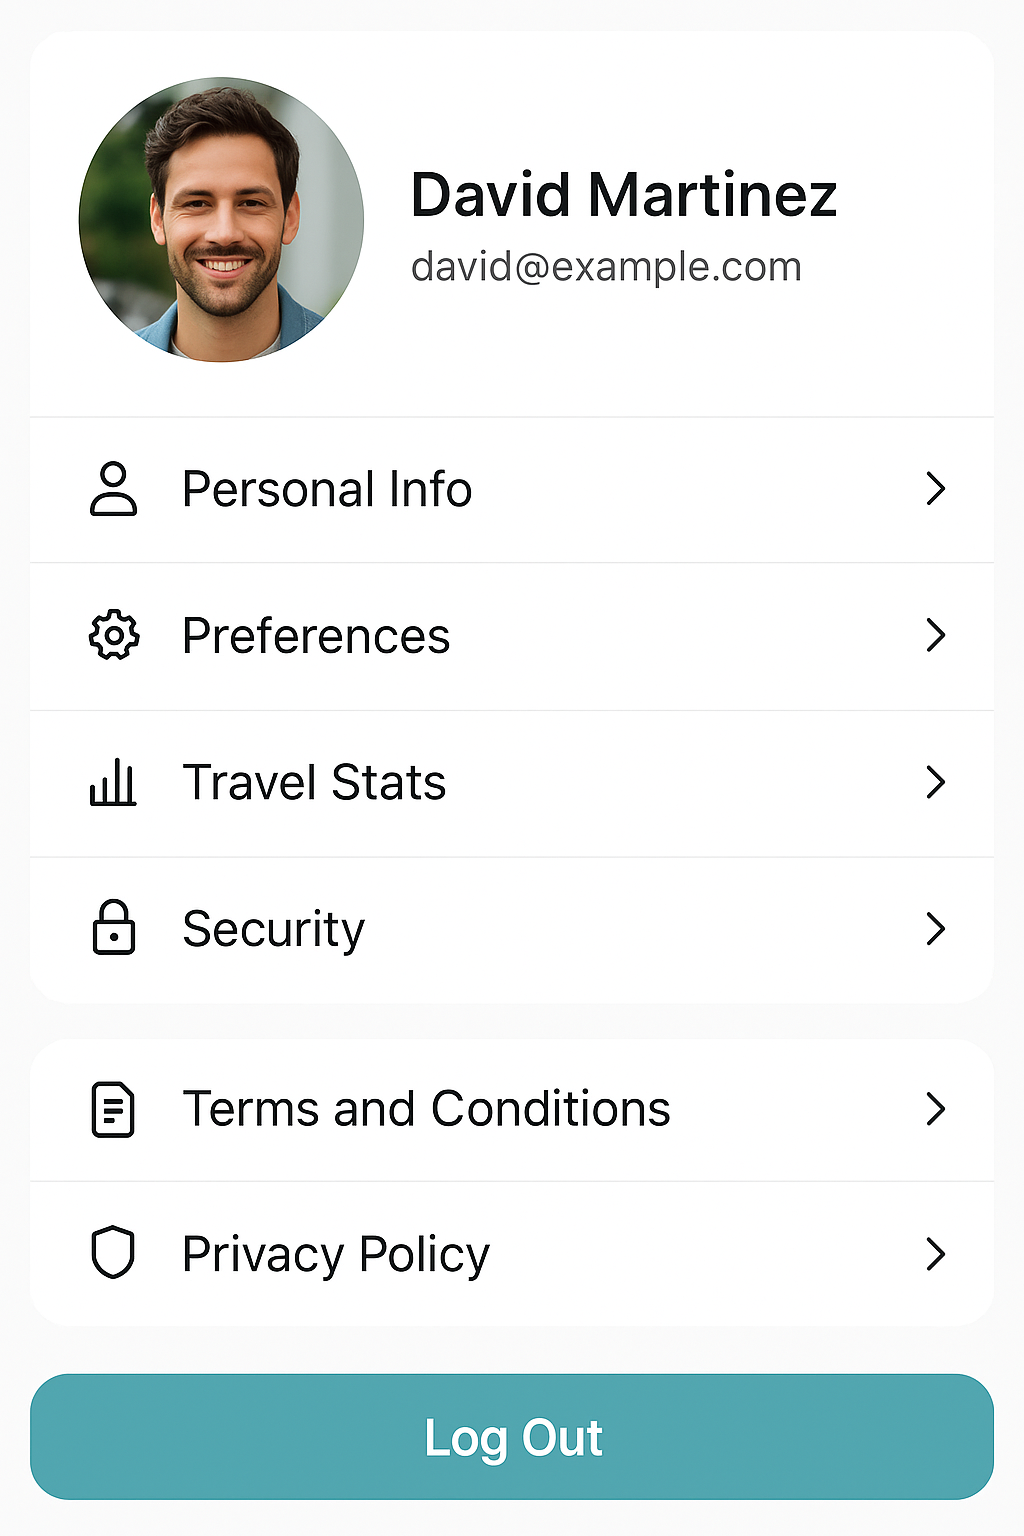 David Martinez
david@example.com
Personal Info
Preferences
Travel Stats
Security
Terms and Conditions
Privacy Policy
Log Out